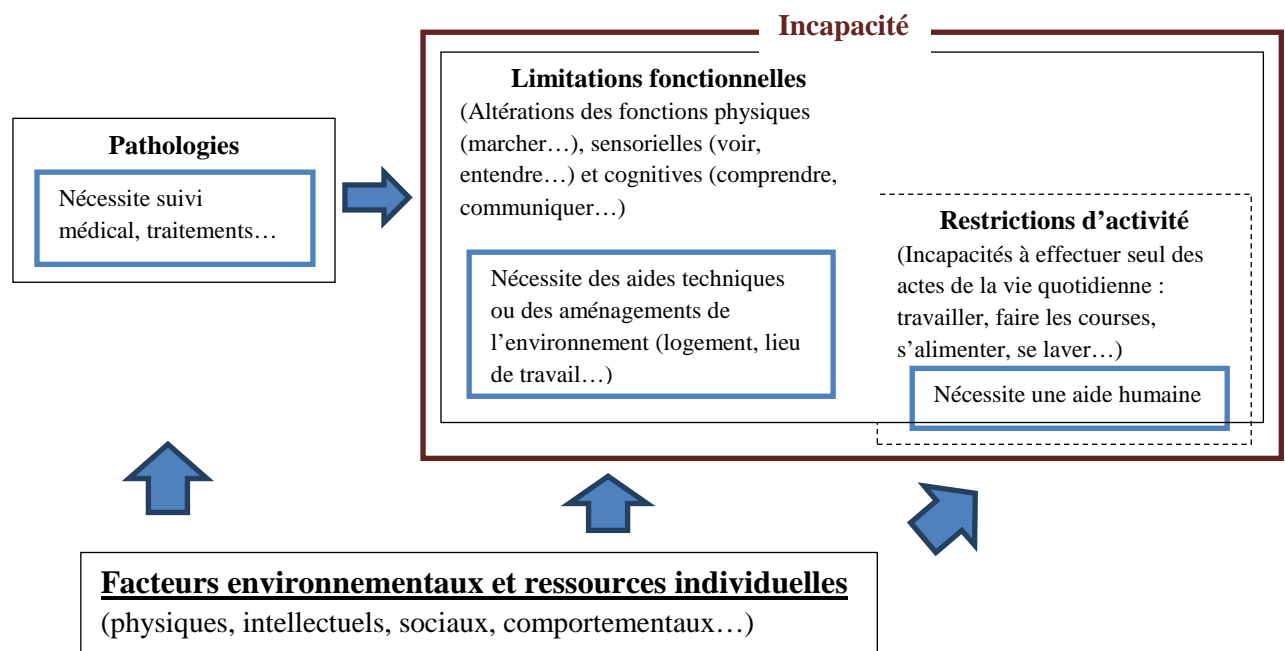 Incapacité
Limitations fonctionnelles
(Altérations des fonctions physiques
(marcher…), sensorielles (voir,
entendre…) et cognitives (comprendre,
communiquer…)
Pathologies
Nécessite suivi
médical, traitements…
Nécessite des aides techniques
ou des aménagements de
l’environnement (logement, lieu
de travail…)
Restrictions d’activité
(Incapacités à effectuer seul des
actes de la vie quotidienne :
travailler, faire les courses,
s’alimenter, se laver…)
Nécessite une aide humaine
Facteurs environnementaux et ressources individuelles
(physiques, intellectuels, sociaux, comportementaux…)